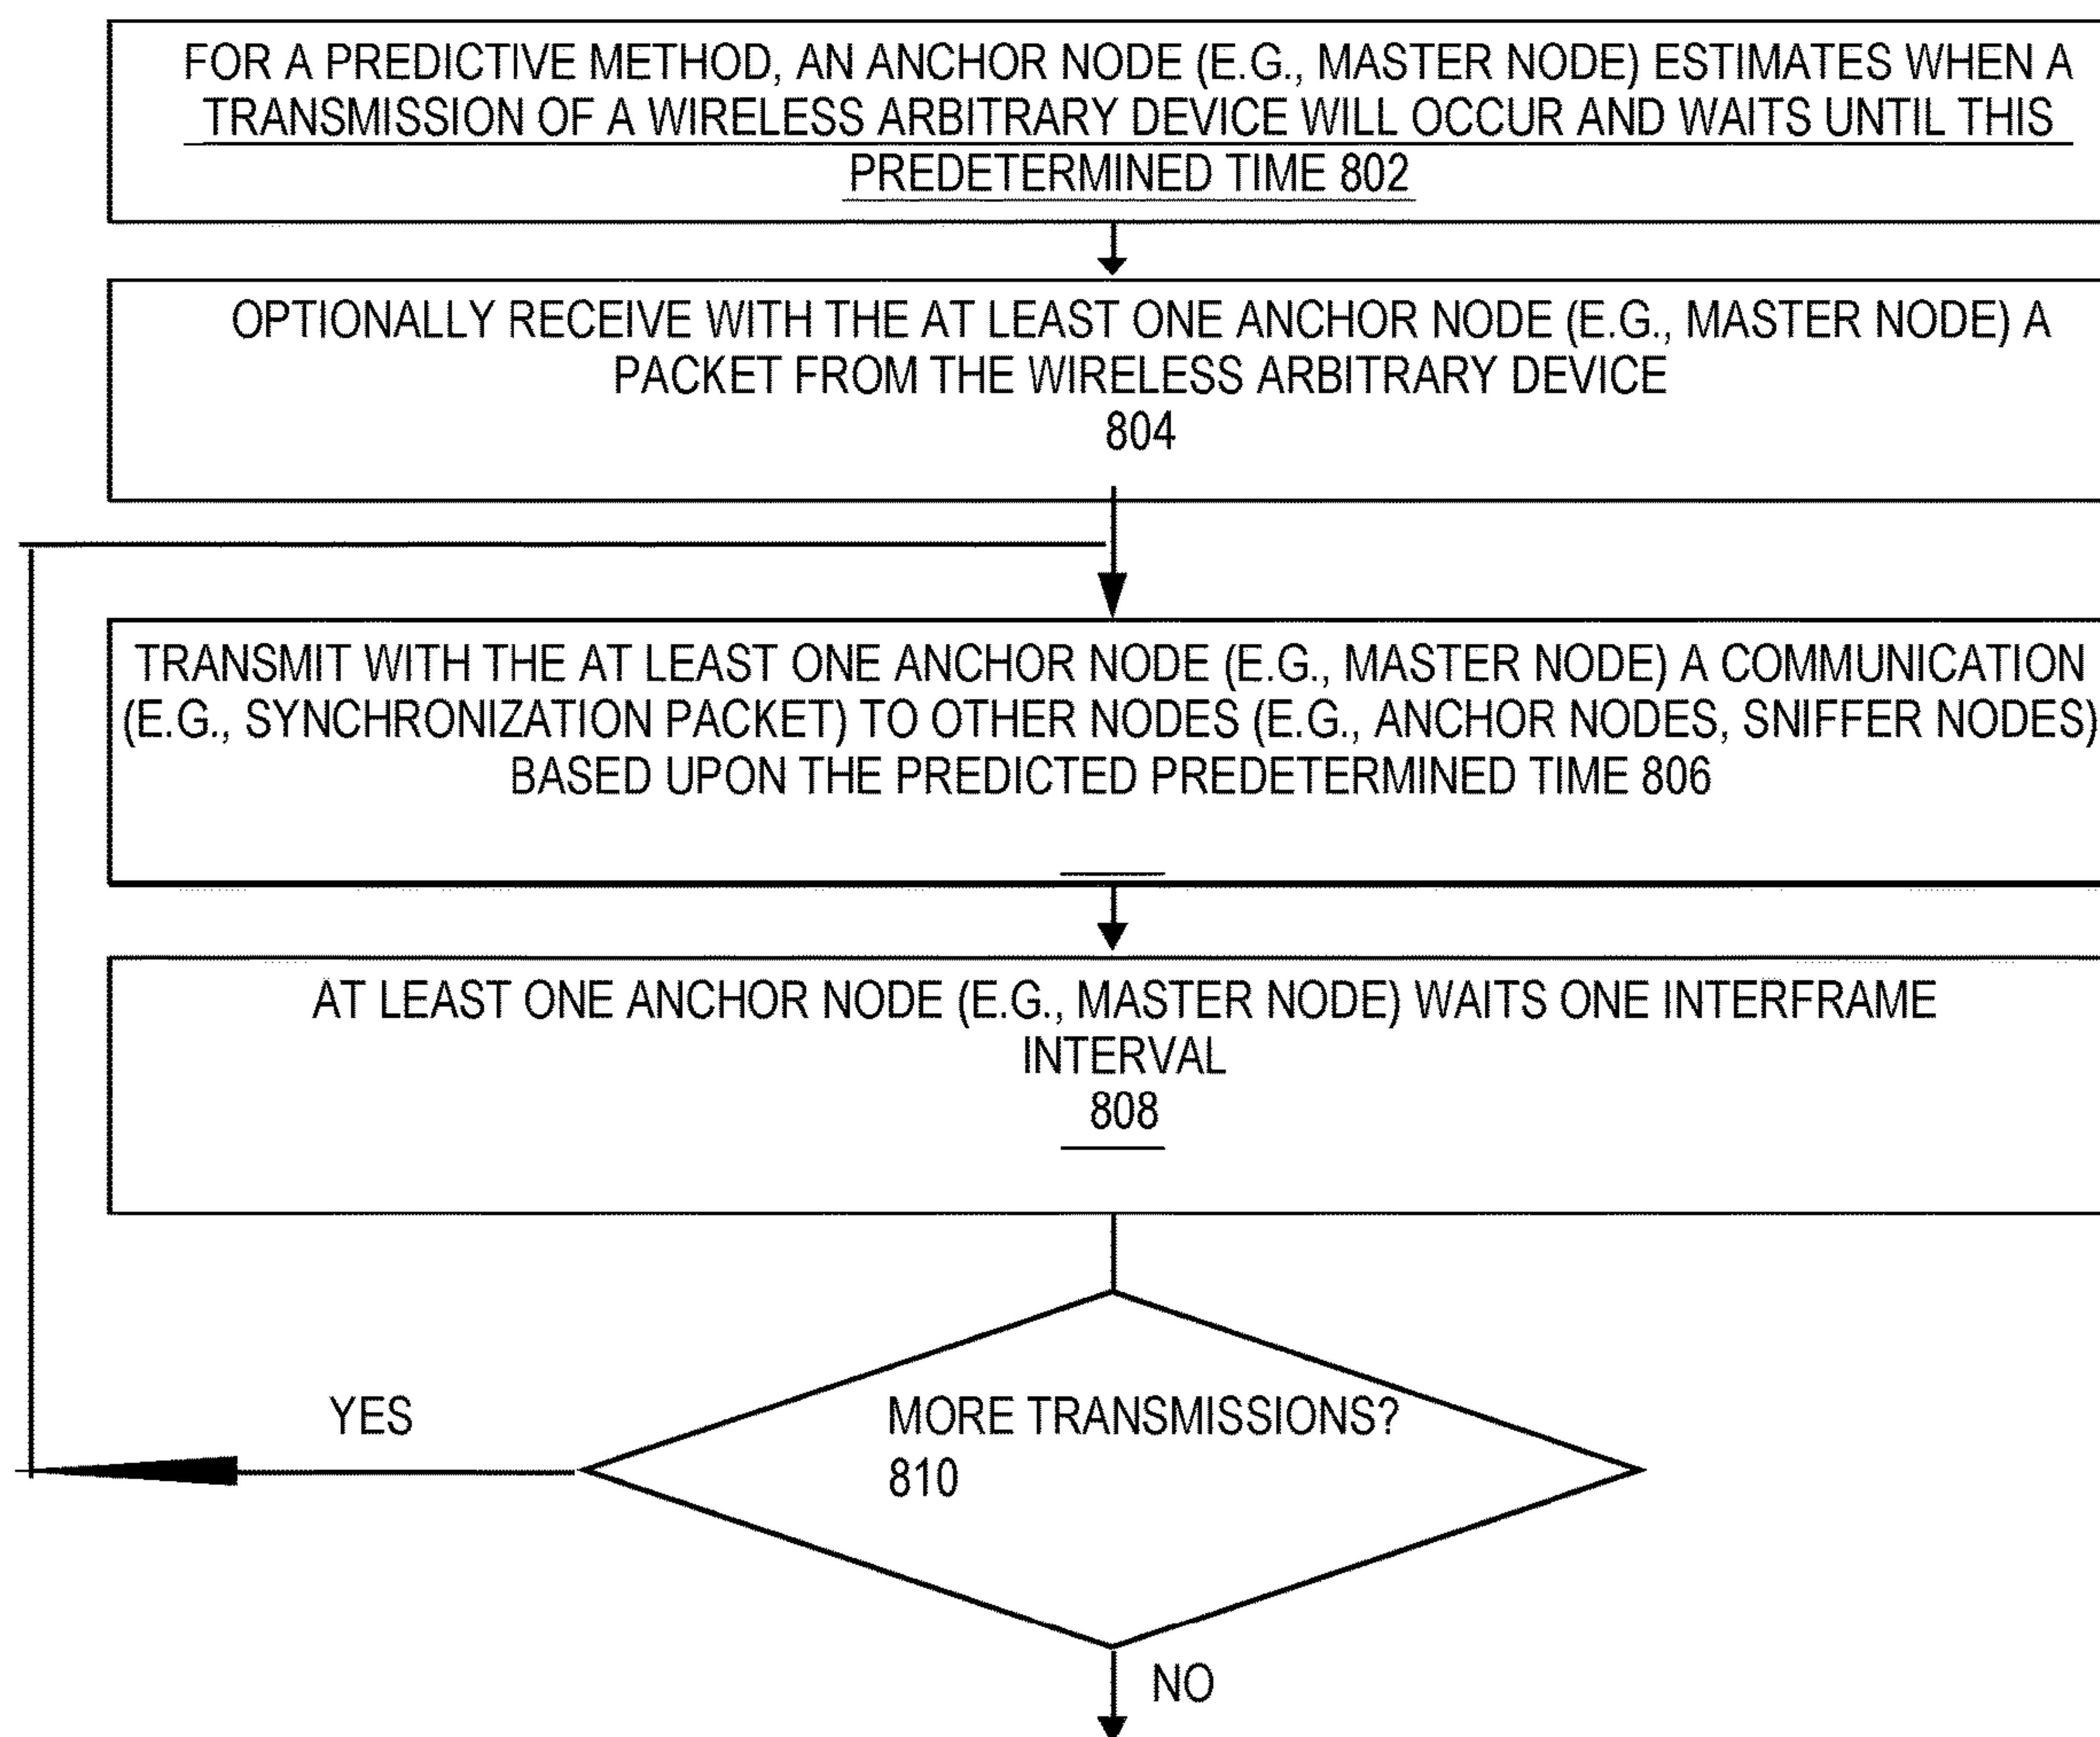 FOR A PREDICTIVE METHOD, AN ANCHOR NODE (E.G., MASTER NODE) ESTIMATES WHEN A
TRANSMISSION OF A WIRELESS ARBITRARY DEVICE WILL OCCUR AND WAITS UNTIL THIS
PREDETERMINED TIME 802
OPTIONALLY RECEIVE WITH THE AT LEAST ONE ANCHOR NODE (E.G., MASTER NODE) A
PACKET FROM THE WIRELESS ARBITRARY DEVICE
804
TRANSMIT WITH THE AT LEAST ONE ANCHOR NODE (E.G., MASTER NODE) A COMMUNICATION
(E.G., SYNCHRONIZATION PACKET) TO OTHER NODES (E.G., ANCHOR NODES, SNIFFER NODES)
BASED UPON THE PREDICTED PREDETERMINED TIME 806
AT LEAST ONE ANCHOR NODE (E.G., MASTER NODE) WAITS ONE INTERFRAME
INTERVAL
808
MORE TRANSMISSIONS?
810
YES
NO